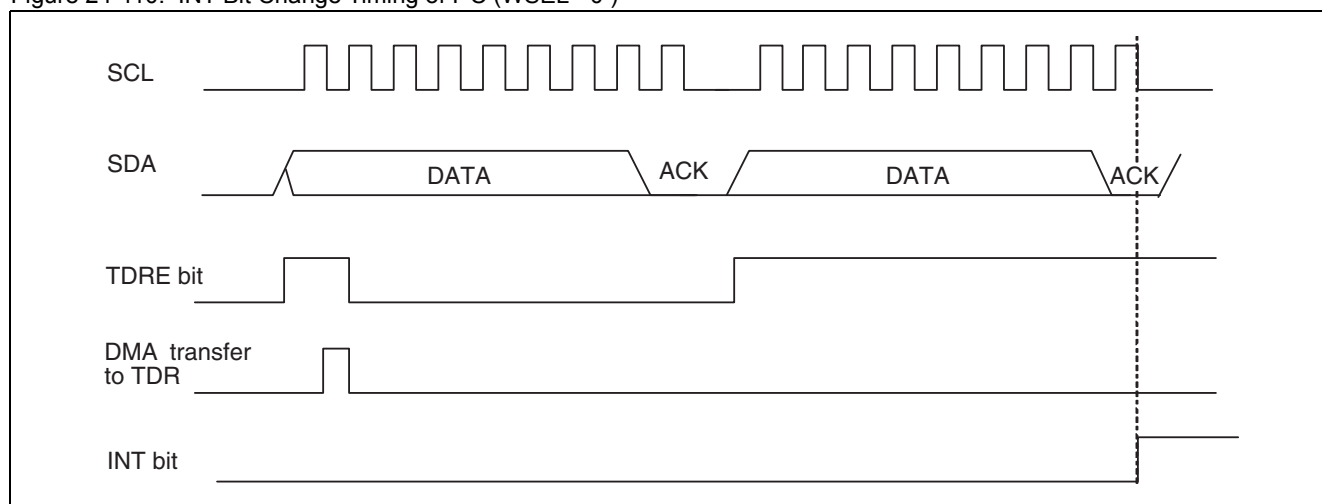 SCL
SDA
DATA
ACK
DATA
ACK
TDRE bit
DMA transfer
to TDR
INT bit